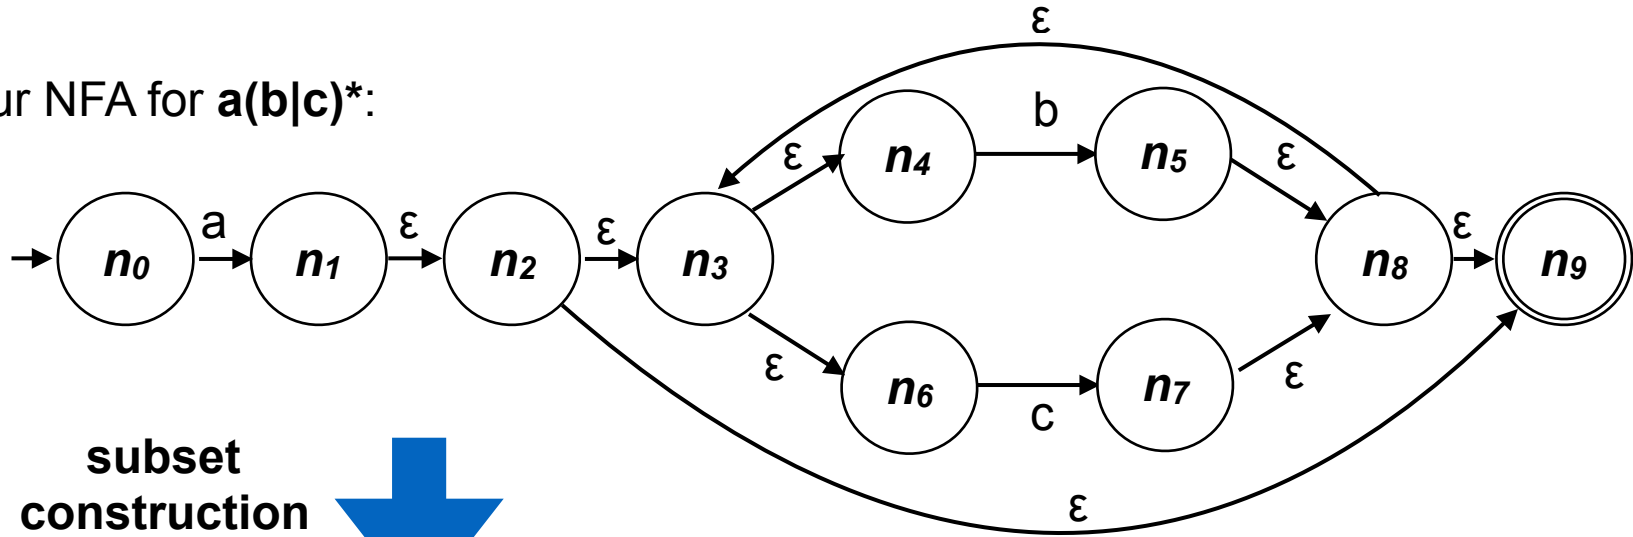 ε
ur NFA for a(b|c)*:
b
ε
n4
n5
ε
a
ε
ε
ε
n0
n1
n2
n3
n8
n9
ε
n6
n7
ε
c
subset
construction
ε